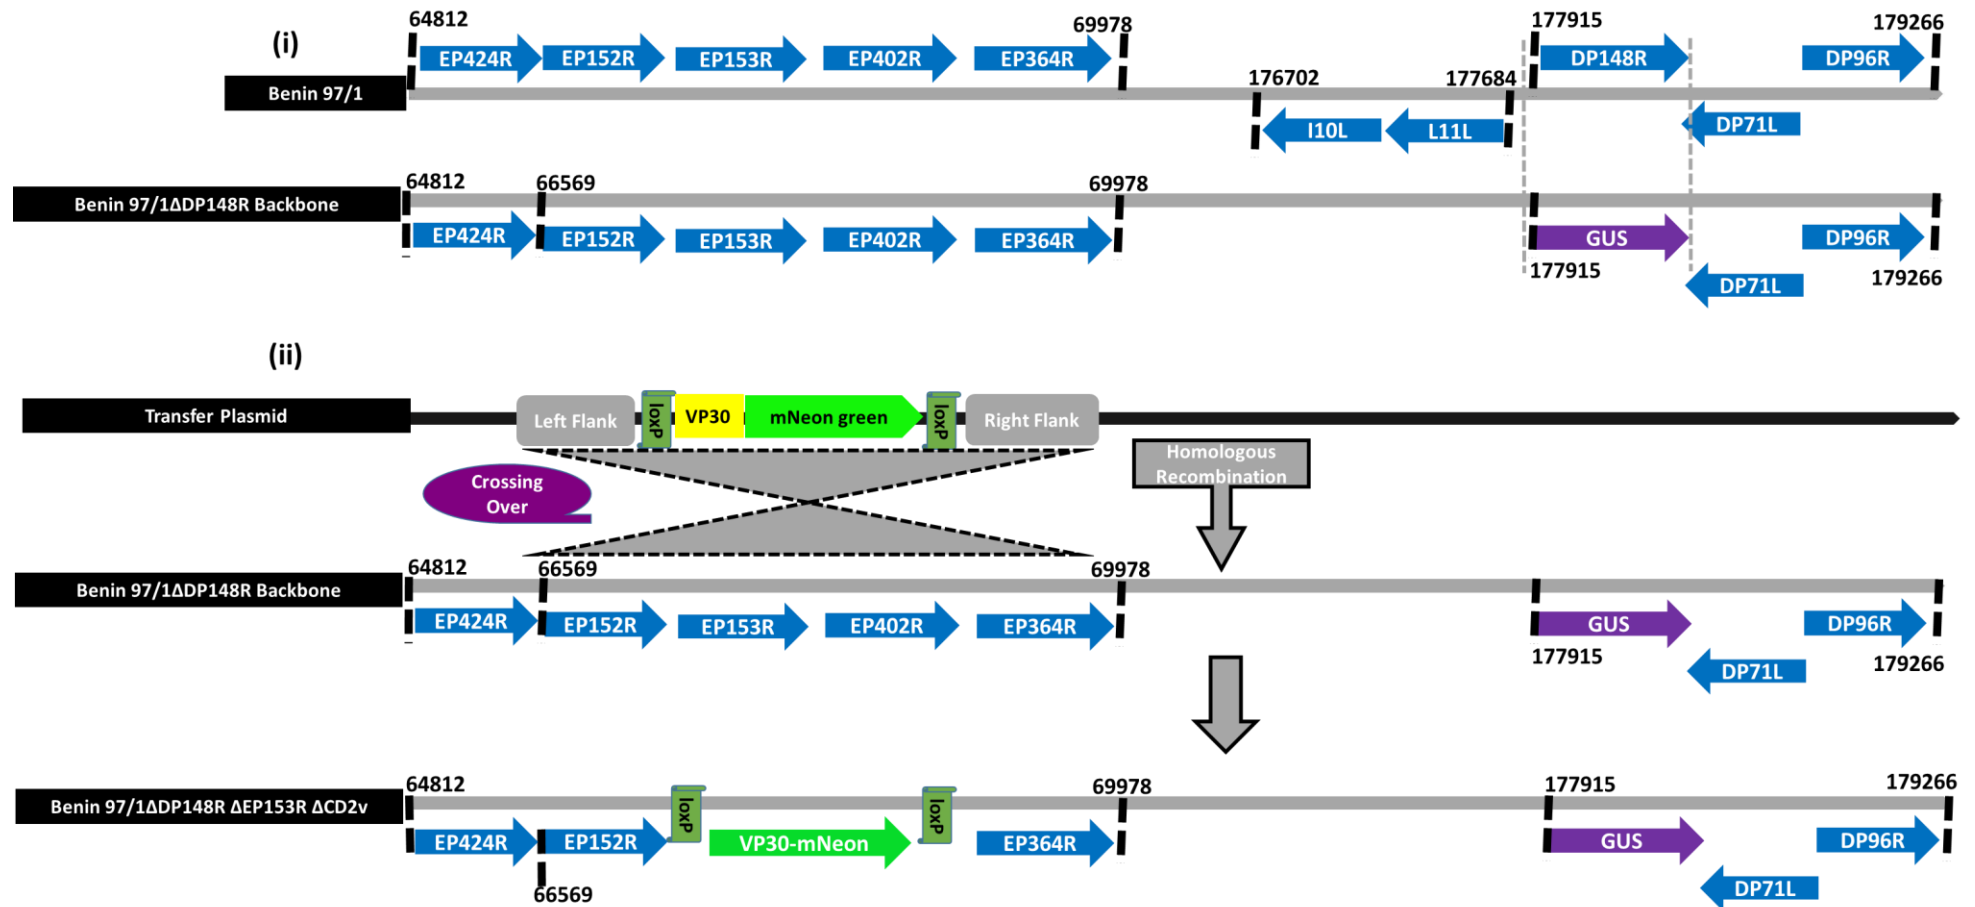 (i)
64812
69978
177915
179266
EP424R
EP152R
EP153R
EP402R
EP364R
DP148R
DP96R
Benin 97/1
176702
177684
I10L
L11L
DP71L
64812
66569
69978
Benin 97/1ΔDP148R Backbone
EP424R
EP152R
EP153R
EP402R
EP364R
GUS
DP96R
177915
179266
DP71L
(ii)
Transfer Plasmid
Left Flank
loxP
VP30
mNeon green
loxP
Right Flank
Crossing
Over
Homologous
Recombination
64812
66569
69978
Benin 97/1ΔDP148R Backbone
EP424R
EP152R
EP153R
EP402R
EP364R
GUS
DP96R
177915
179266
DP71L
64812
69978
177915
179266
Benin 97/1ΔDP148R ΔEP153R ΔCD2v
EP424R
EP152R
loxP
VP30-mNeon
loxP
EP364R
GUS
DP96R
66569
DP71L